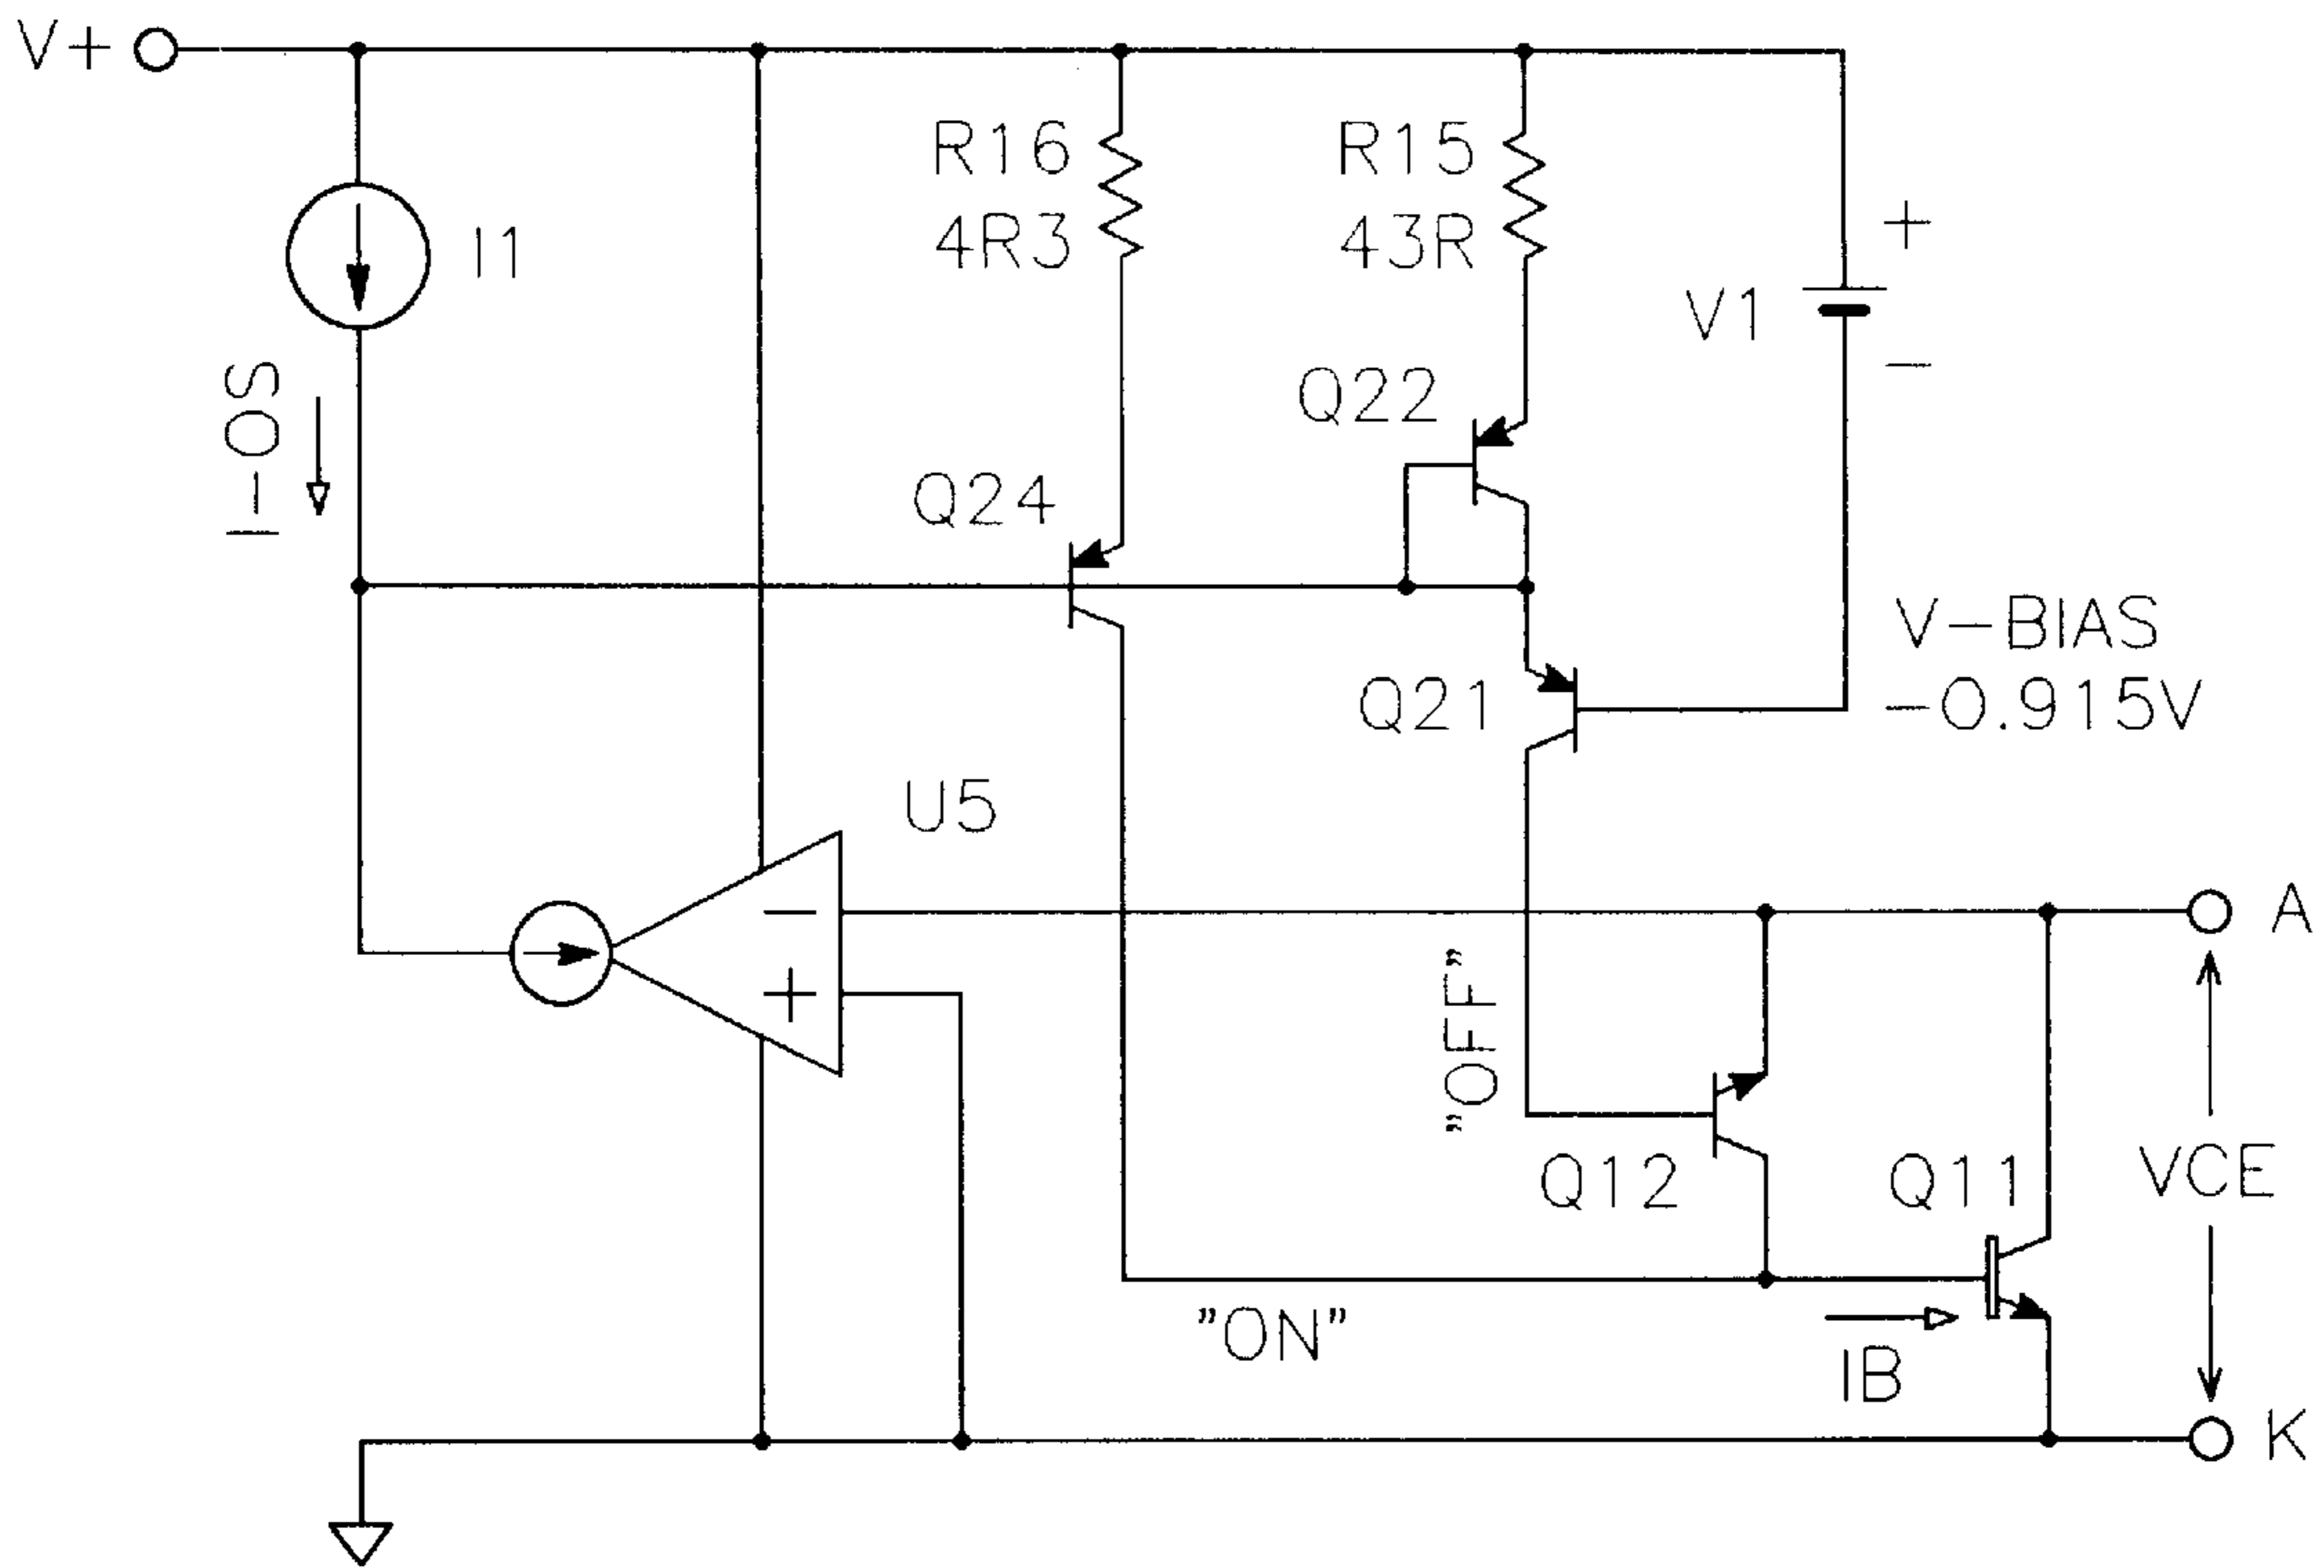 V+
R16
4R3
R15
43R
+
I1
V1
-
I-OS
Q22
Q24
V-BIAS
-0.915V
Q21
U5
-
A
+
"OFF"
Q12
Q11
VCE
"ON"
IB
K